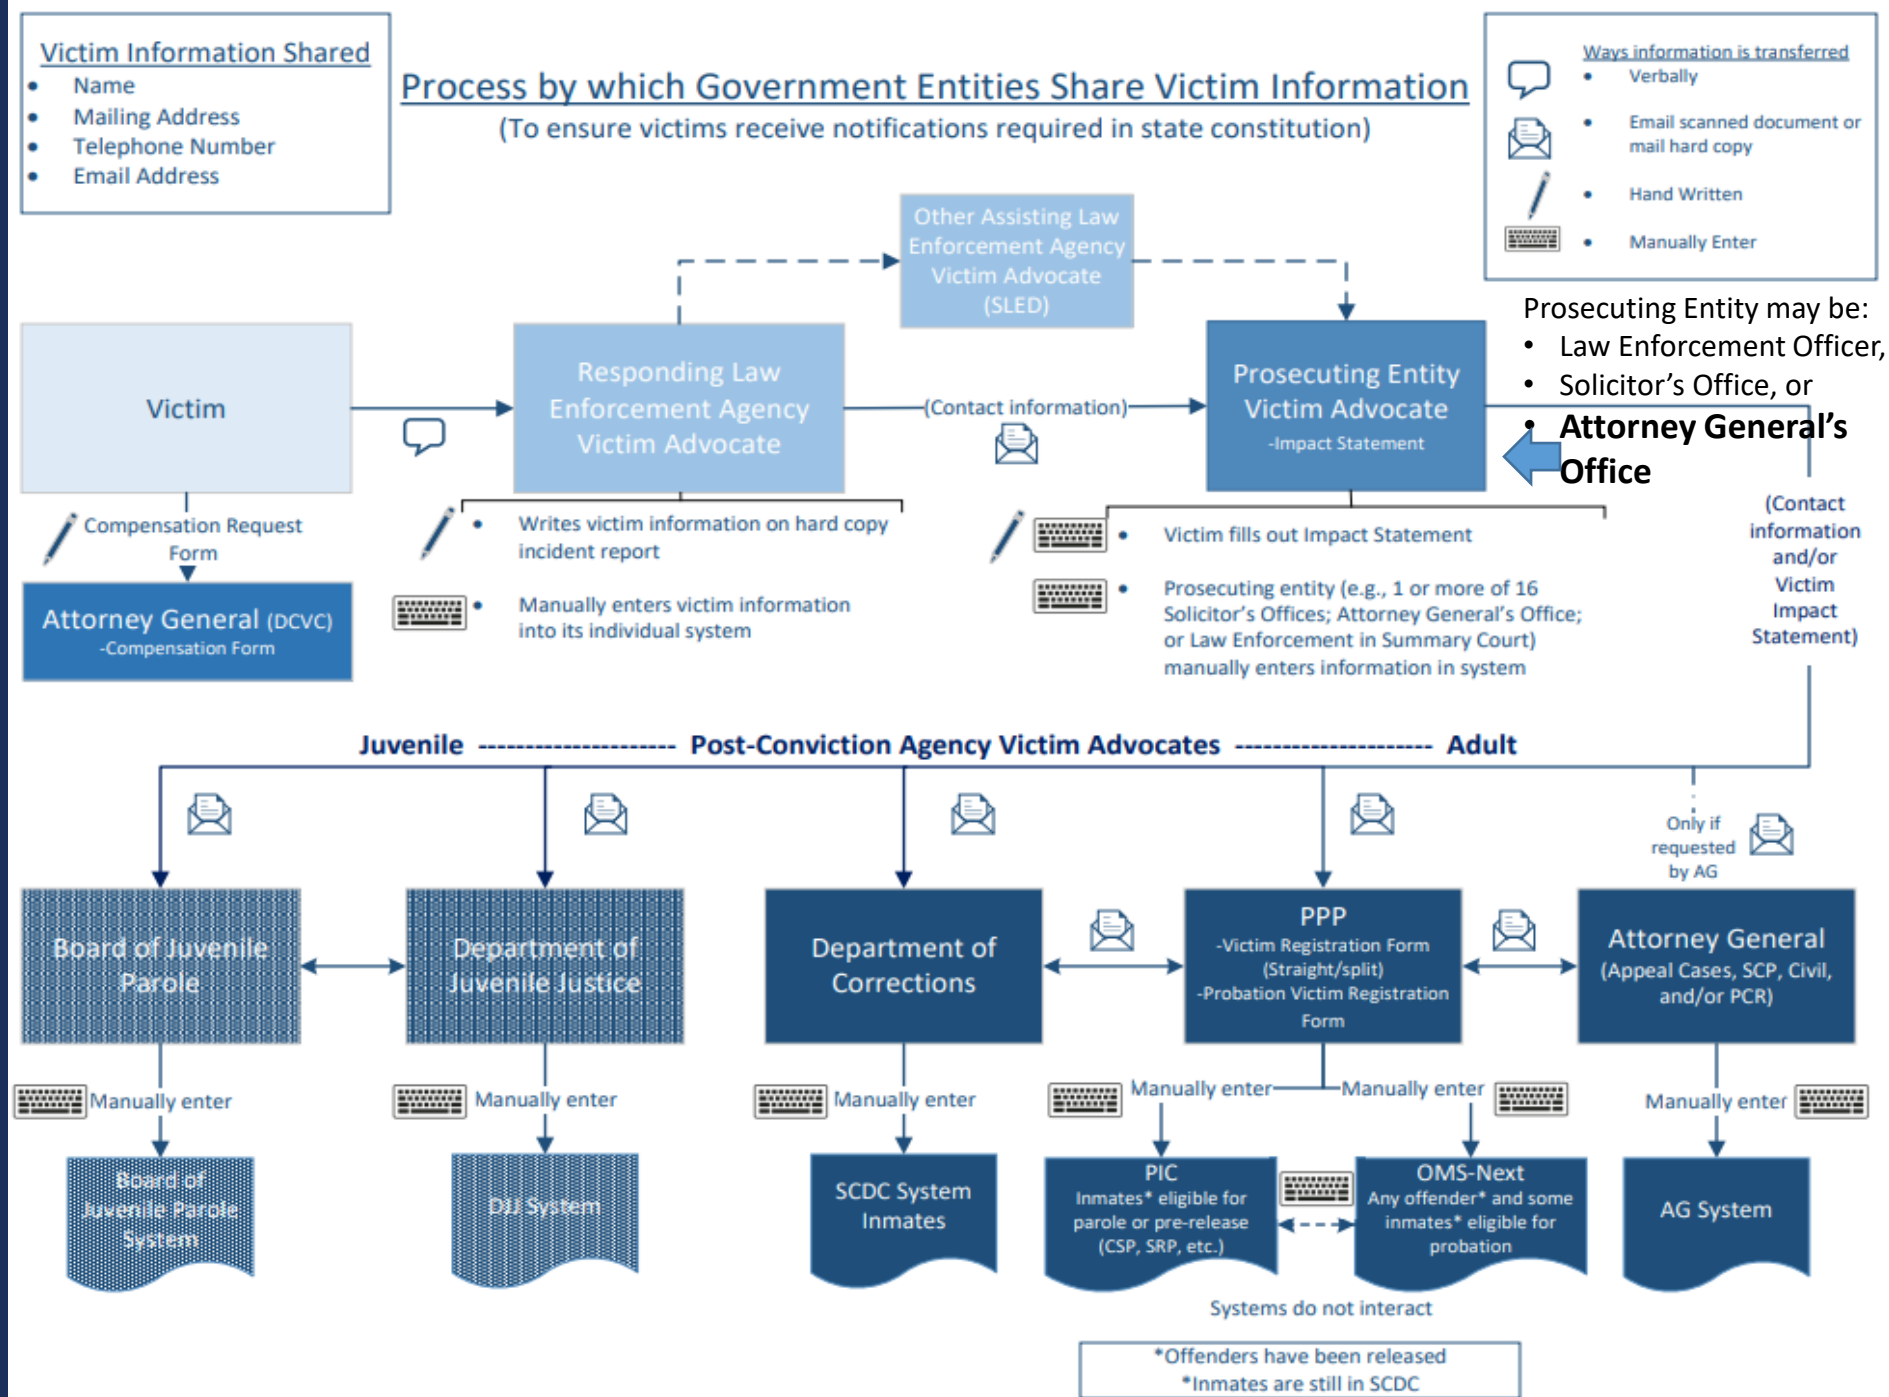 Victim Information Shared
• Name
• Mailing Address
• Telephone Number
• Email Address
Process by which Government Entities Share Victim Information
(To ensure victims receive notifications required in state constitution)
Ways information is transferred
• Verbally
• Email scanned document or
mail hard copy
• Hand Written
• Manually Enter
Other Assisting Law
Enforcement Agency
Victim Advocate
(SLED)
Prosecuting Entity may be:
• Law Enforcement Officer,
• Solicitor's Office, or
• Attorney General's
Office
Victim
Responding Law
Enforcement Agency
Victim Advocate
(Contact information)
Prosecuting Entity
Victim Advocate
-Impact Statement
Compensation Request
Form
Attorney General (DCVC)
-Compensation Form
• Writes victim information on hard copy
incident report
• Manually enters victim information
into its individual system
• Victim fills out Impact Statement
• Prosecuting entity (e.g., 1 or more of 16
Solicitor's Offices; Attorney General's Office;
or Law Enforcement in Summary Court)
manually enters information in system
(Contact
information
and/or
Victim
Impact
Statement)
Juvenile --------------------- Post-Conviction Agency Victim Advocates --------------------- Adult
Only if
requested
by AG
Board of Juvenile
Parole
Department of
Juvenile Justice
Department of
Corrections
PPP
-Victim Registration Form
(Straight/split)
-Probation Victim Registration
Form
Attorney General
(Appeal Cases, SCP, Civil,
and/or PCR)
Manually enter
Manually enter
Manually enter
Manually enter
Manually enter
Manually enter
Board of
Juvenile Parole
System
DJJ System
SCDC System
Inmates
PIC
Inmates* eligible for
parole or pre-release
(CSP, SRP, etc.)
OMS-Next
Any offender* and some
inmates* eligible for
probation
AG System
Systems do not interact
*Offenders have been released
*Inmates are still in SCDC